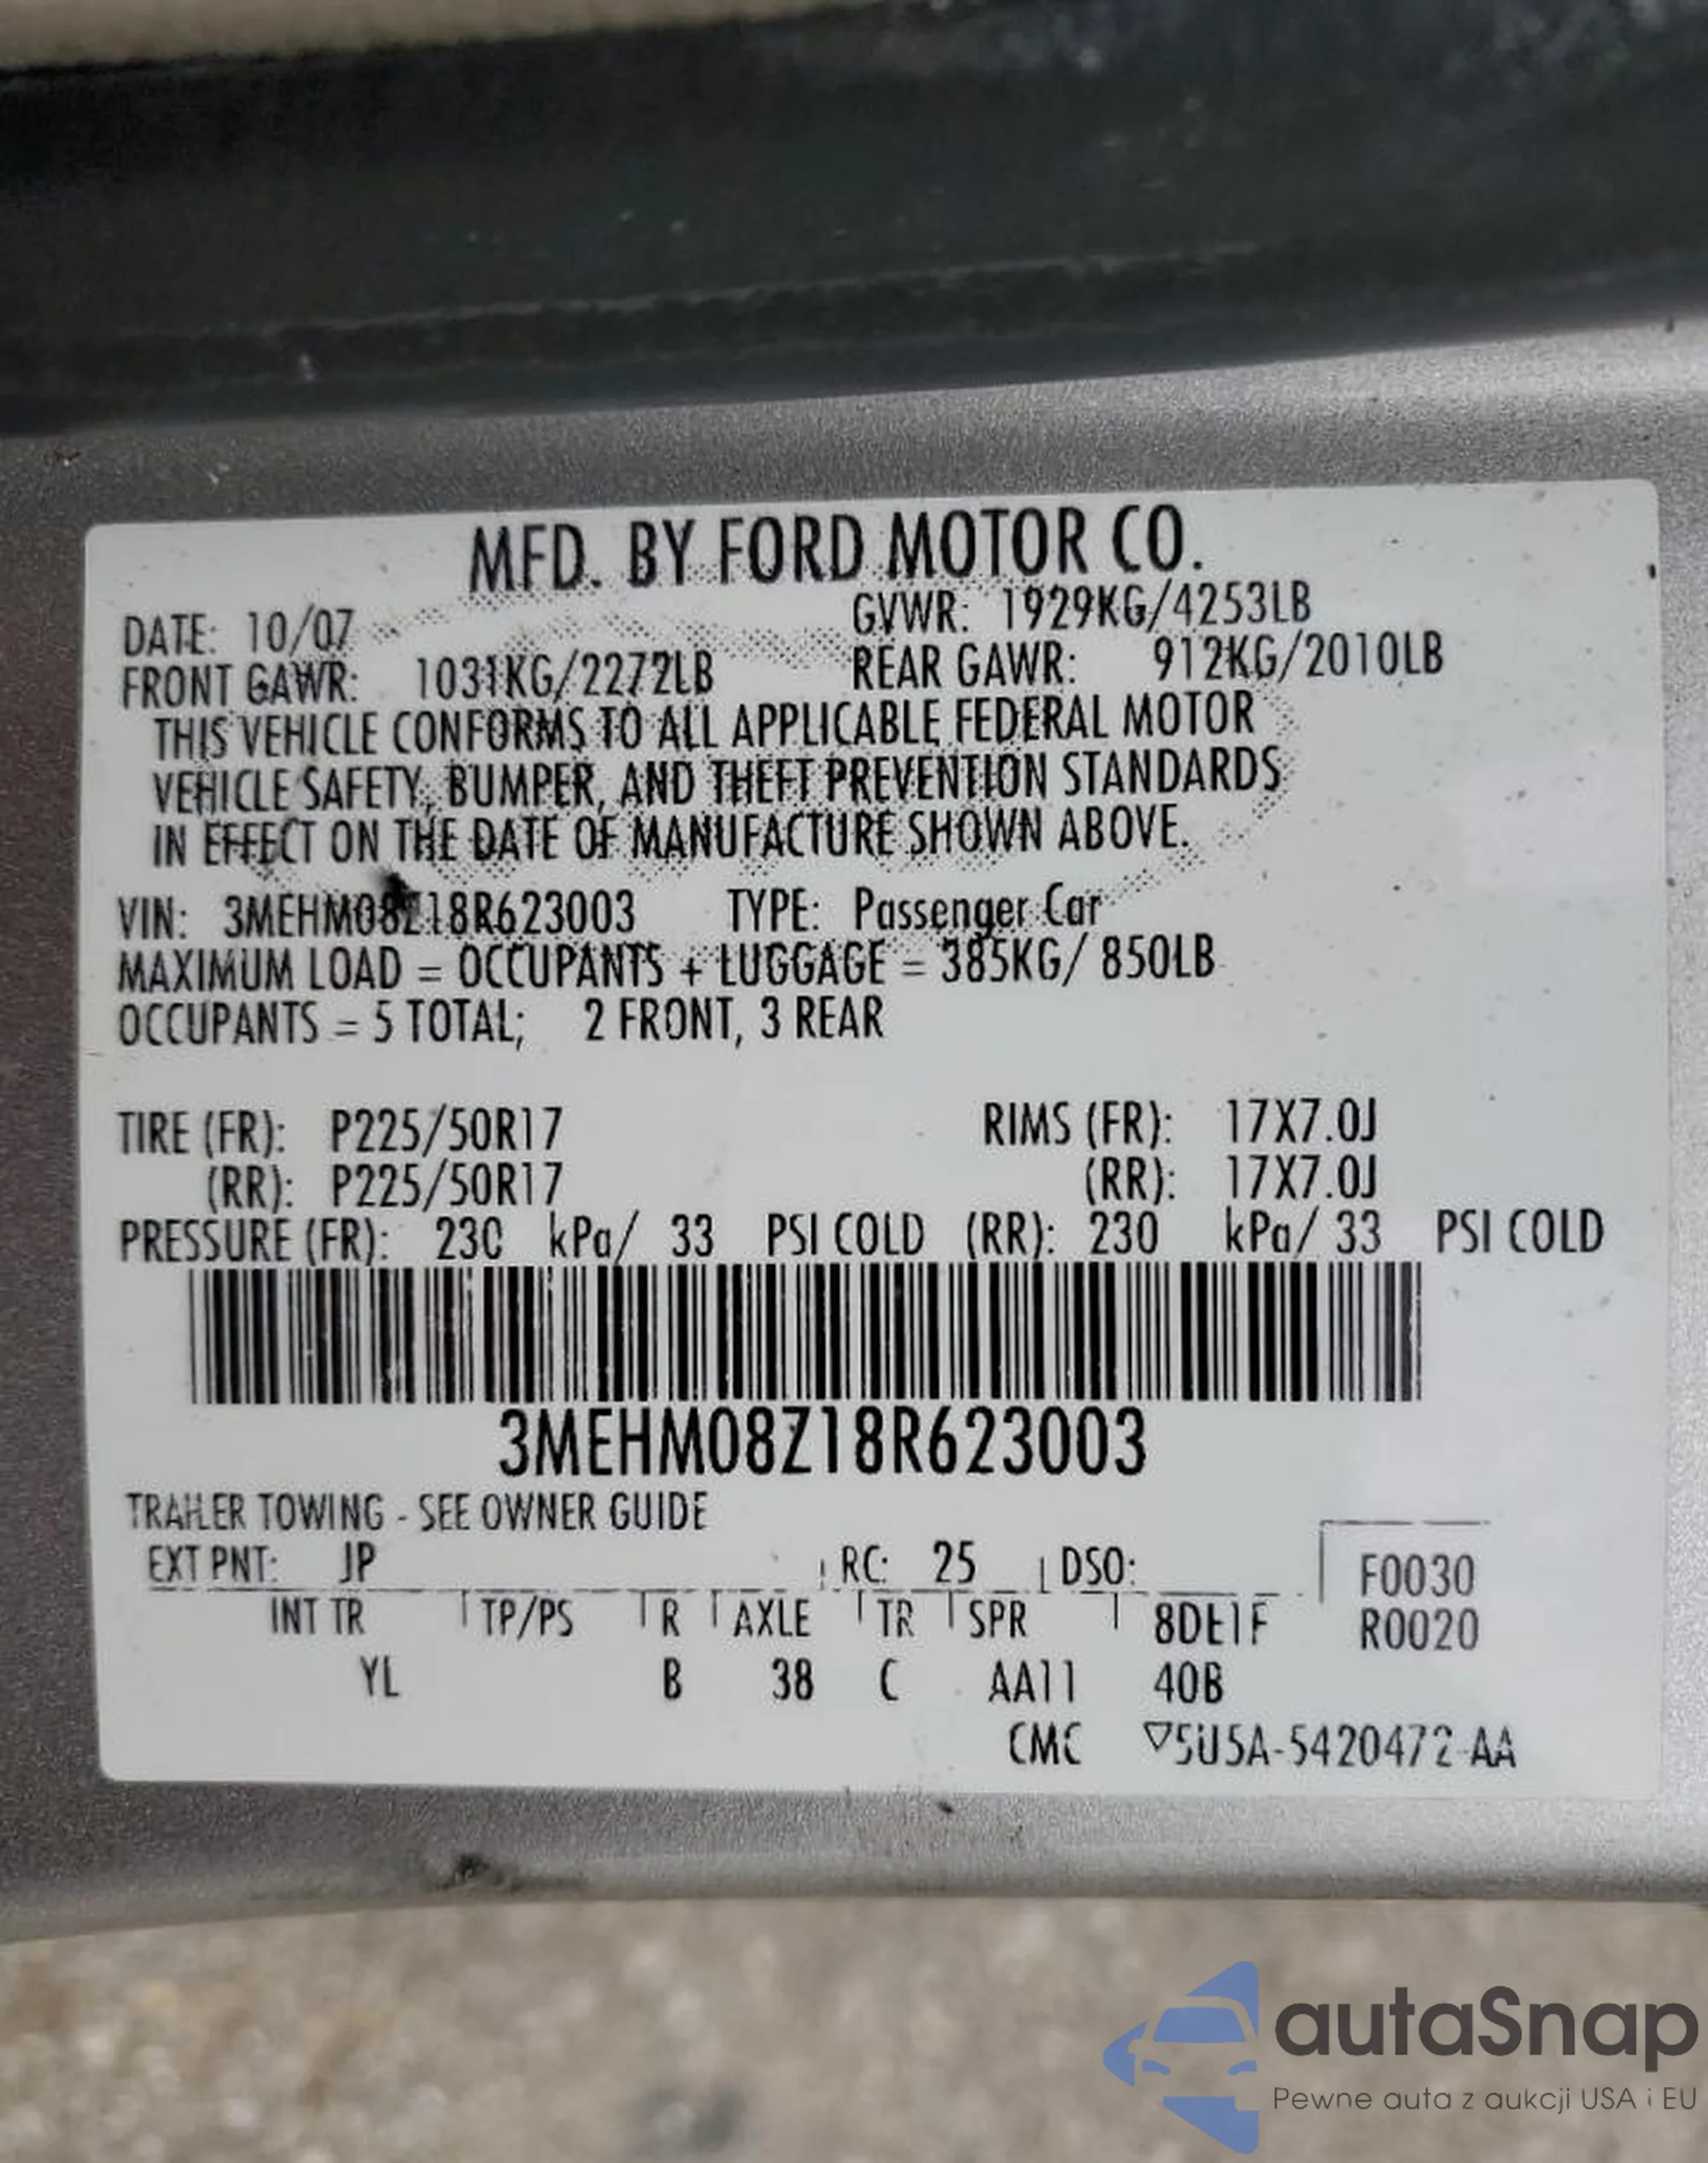 MFD. BY FORD MOTOR CO.
DATE: 10/07 GVWR: 1929KG/4253LB
FRONT GAWR: 1031KG/2272LB REAR GAWR: 912KG/2010LB
THIS VEHICLE CONFORMS TO ALL APPLICABLE FEDERAL MOTOR
VEHICLE SAFETY, BUMPER, AND THEFT PREVENTION STANDARDS
IN EFFECT ON THE DATE OF MANUFACTURE SHOWN ABOVE.
VIN: 3MEHM08Z18R623003 TYPE: Passenger Car
MAXIMUM LOAD = OCCUPANTS + LUGGAGE = 385KG/ 850LB
OCCUPANTS = 5 TOTAL; 2 FRONT, 3 REAR
TIRE (FR): P225/50R17 RIMS (FR): 17X7.0J
(RR): P225/50R17 (RR): 17X7.0J
PRESSURE (FR): 230 kPa/ 33 PSI COLD (RR): 230 kPa/ 33 PSI COLD
3MEHM08Z18R623003
TRAILER TOWING - SEE OWNER GUIDE
EXT PNT: JP RC: 25 DSO: F0030
INT TR TP/PS R AXLE TR SPR 8DE1F R0020
YL B 38 C AA11 40B
CMC ▽5U5A-5420472-AA
autaSnap
Pewne auta z aukcji USA i EU